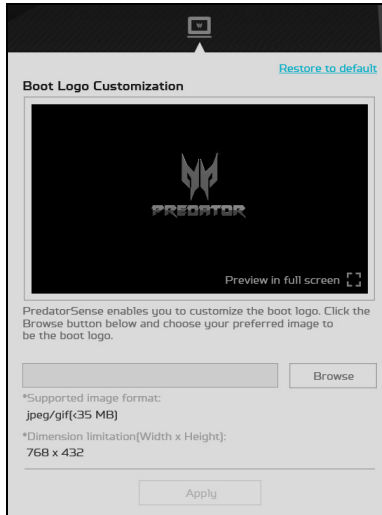 Restore to default
Boot Logo Customization
PREDATOR
Preview in full screen
PredatorSense enables you to customize the boot logo. Click the
Browse button below and choose your preferred image to
be the boot logo.
Browse
*Supported image format:
jpeg/gif(<35 MB)
*Dimension limitation(Width x Height):
768 x 432
Apply